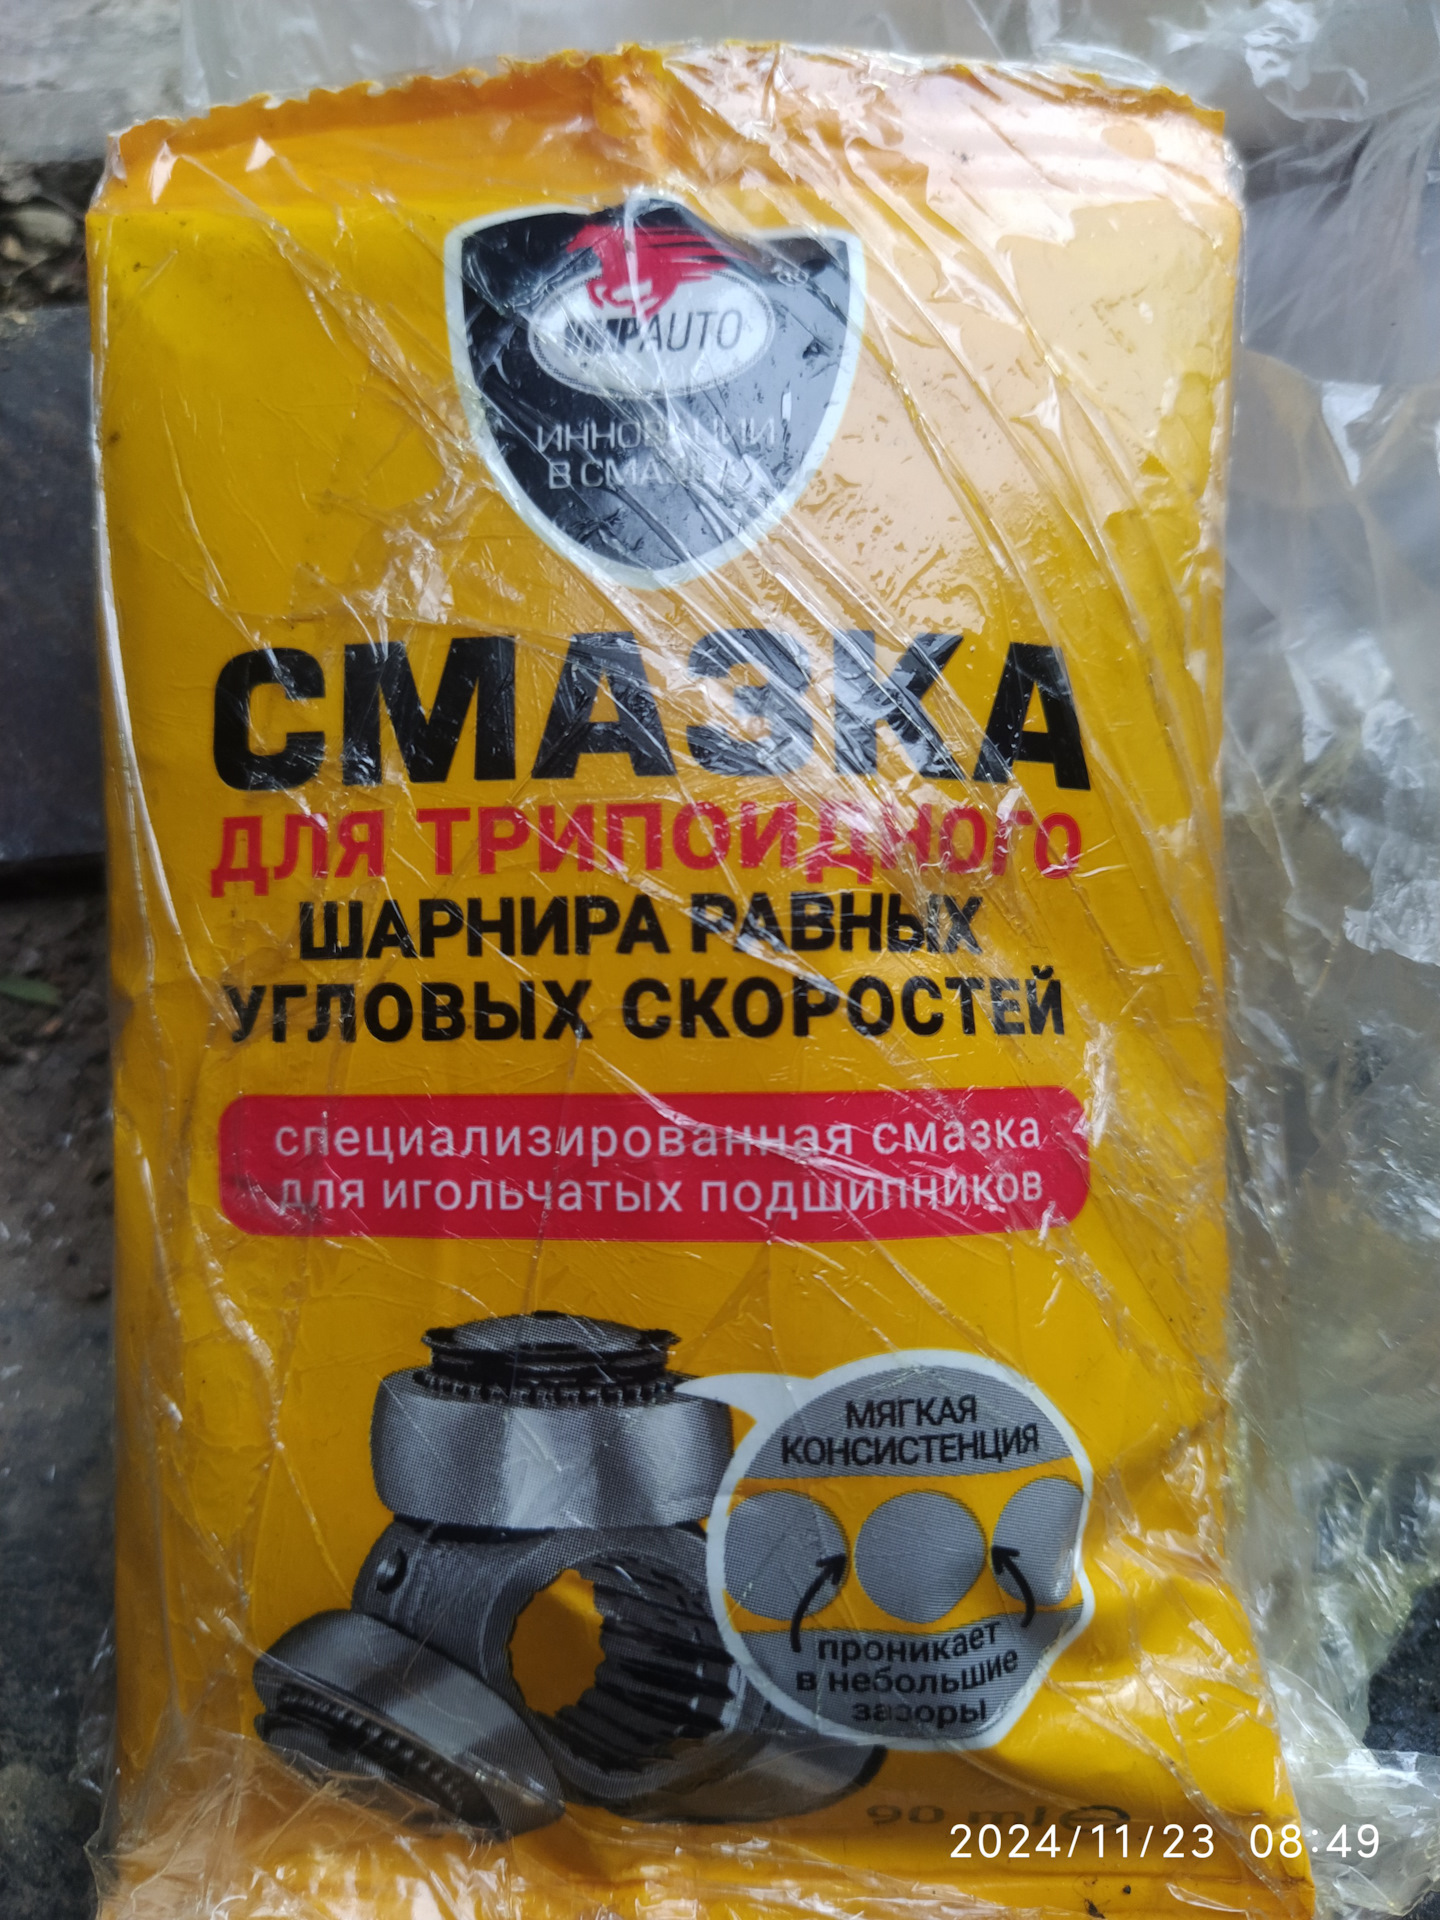 ВМПAUTO
ИННОВАЦИИ
В СМАЗКАХ
СМАЗКА
ДЛЯ ТРИПОИДНОГО
ШАРНИРА РАВНЫХ
УГЛОВЫХ СКОРОСТЕЙ
специализированная смазка
для игольчатых подшипников
МЯГКАЯ
КОНСИСТЕНЦИЯ
проникает
в небольшие
зазоры
90 ml e
2024/11/23 08:49